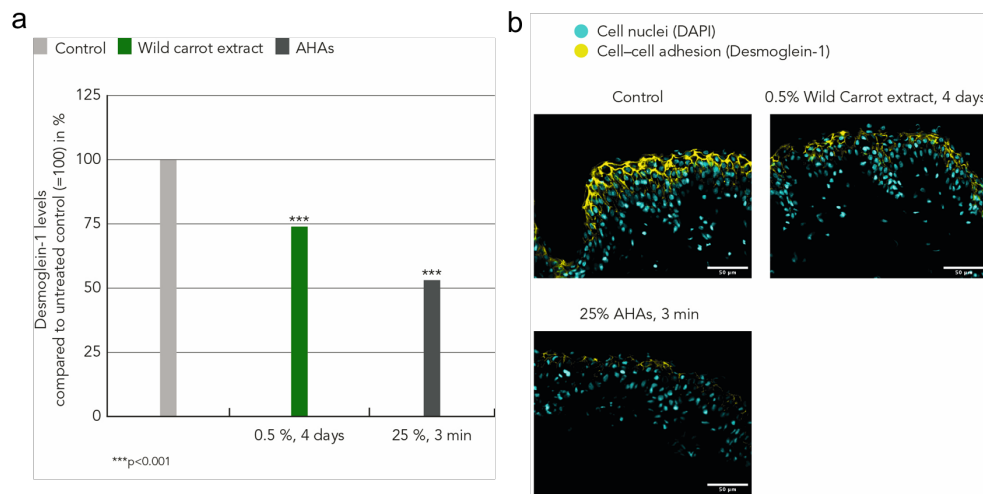 a
Control Wild carrot extract AHAs
Desmoglein-1 levels
compared to untreated control (=100) in %
125
100
75
50
25
0
***
***
0.5 %, 4 days
25 %, 3 min
***p<0.001
b
Cell nuclei (DAPI)
Cell–cell adhesion (Desmoglein-1)
Control
0.5% Wild Carrot extract, 4 days
50 µm
50 µm
25% AHAs, 3 min
50 µm